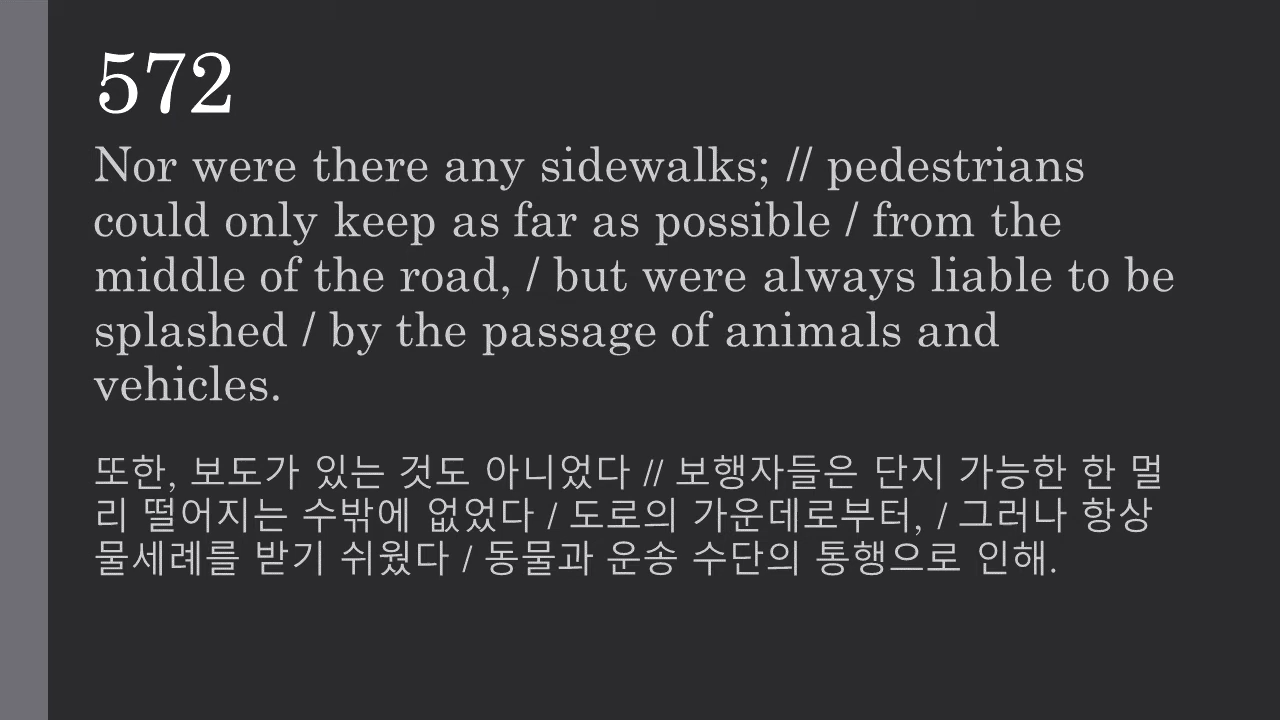 572
Nor were there any sidewalks; // pedestrians
could only keep as far as possible / from the
middle of the road, / but were always liable to be
splashed / by the passage of animals and
vehicles.
또한, 보도가 있는 것도 아니었다 // 보행자들은 단지 가능한 한 멀
리 떨어지는 수밖에 없었다 / 도로의 가운데로부터, / 그러나 항상
물세례를 받기 쉬웠다 / 동물과 운송 수단의 통행으로 인해.